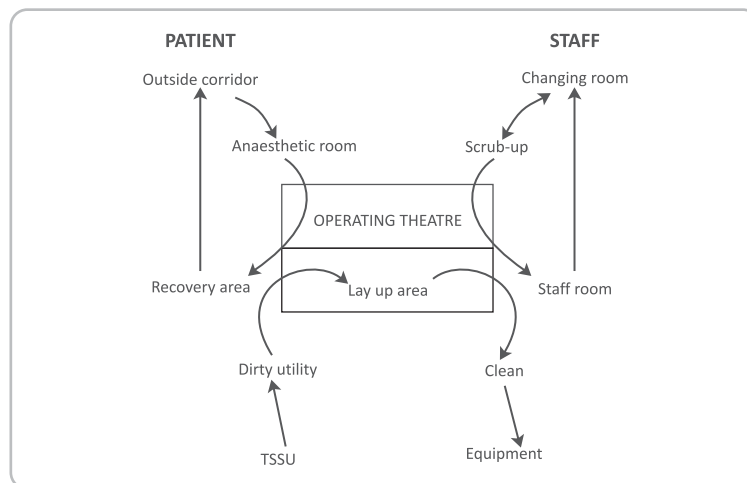 PATIENT
STAFF
Outside corridor
Changing room
Anaesthetic room
Scrub-up
OPERATING THEATRE
Recovery area
Lay up area
Staff room
Dirty utility
Clean
TSSU
Equipment